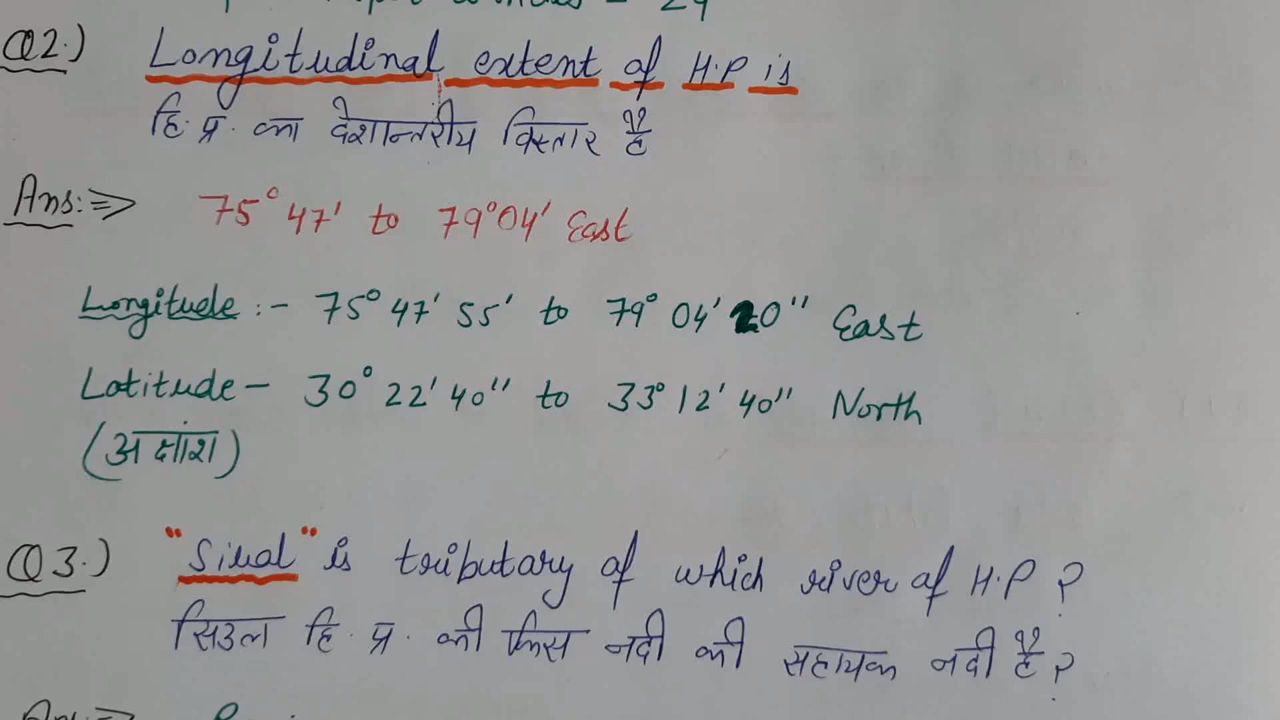 Q2.) Longitudinal extent of H.P is
हि. प्र. का देशान्तरीय विस्तार है
Ans:⇒ 75° 47' to 79°04' East
Longitude :- 75° 47' 55' to 79° 04' 20" East
Latitude - 30° 22' 40" to 33° 12' 40" North
(अक्षांश)
Q3.) "Siual" is tributary of which river of H.P ?
सिउल हि. प्र. की किस नदी की सहायक नदी है ?
Ans:⇒